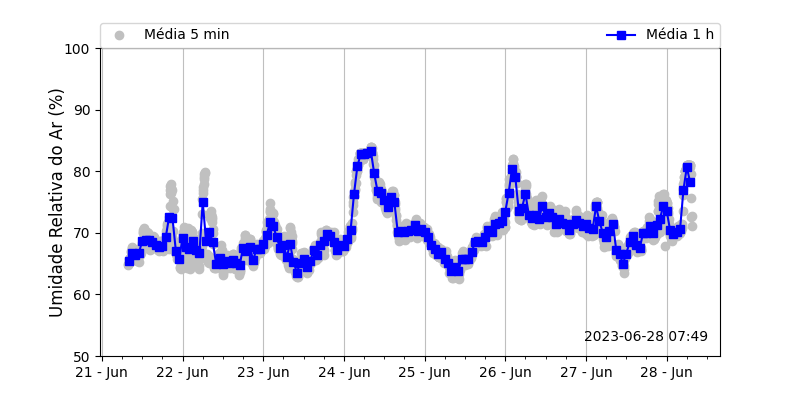 Média 5 min
Média 1 h
Umidade Relativa do Ar (%)
100
90
80
70
60
50
2023-06-28 07:49
21 - Jun
22 - Jun
23 - Jun
24 - Jun
25 - Jun
26 - Jun
27 - Jun
28 - Jun